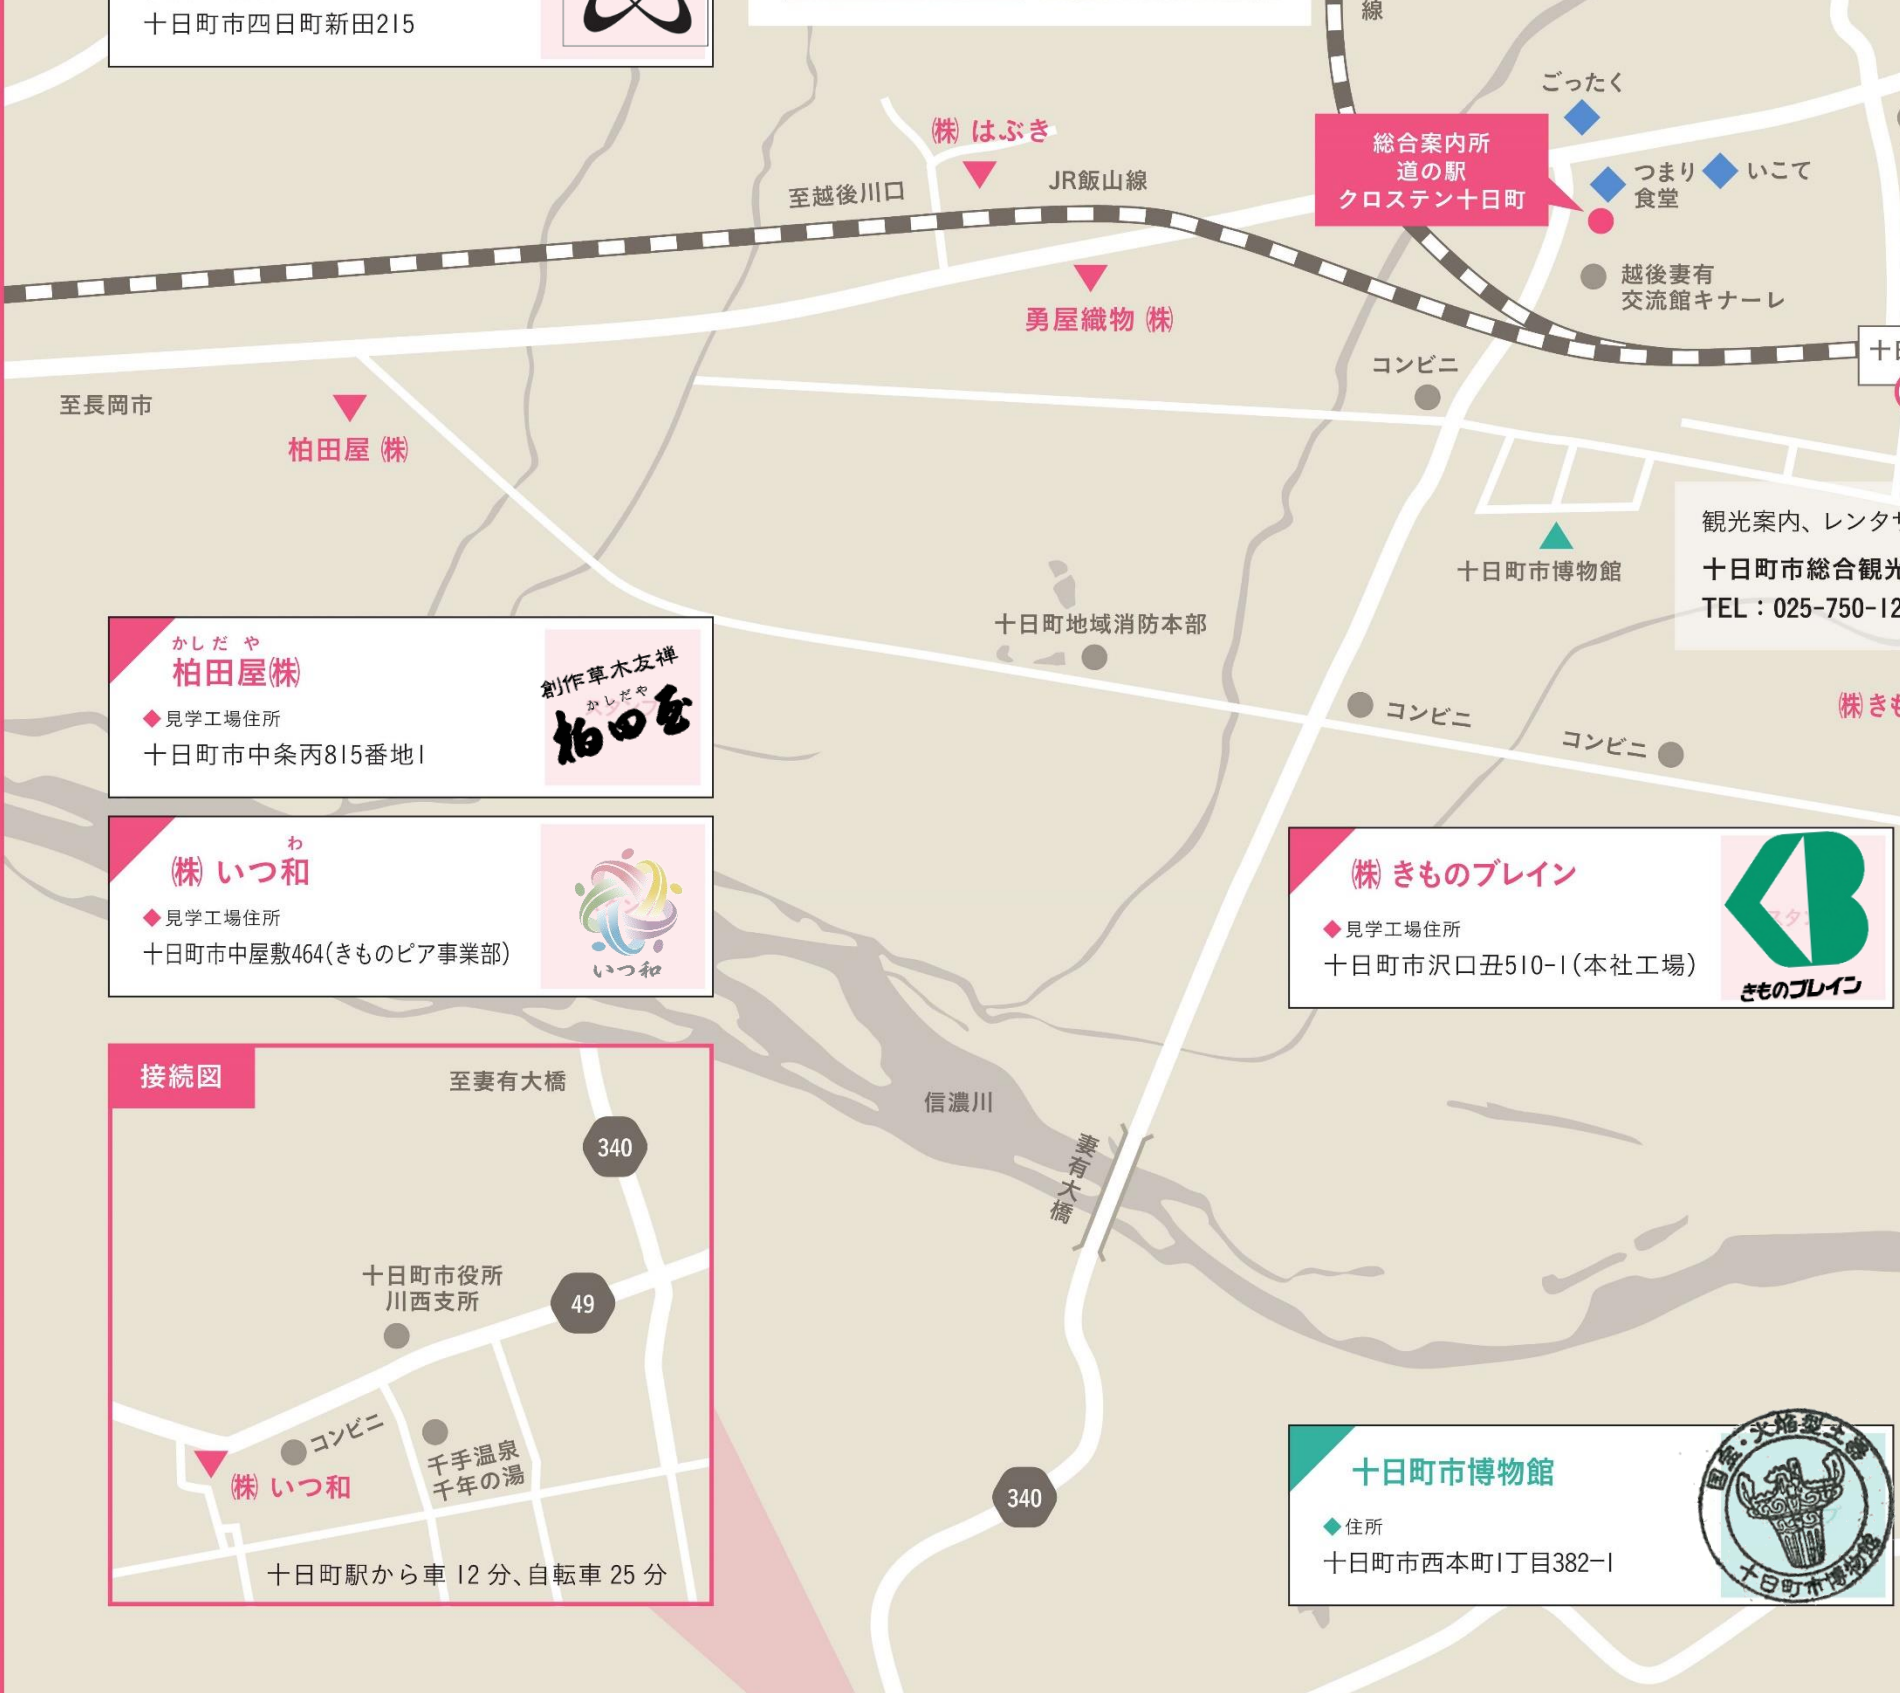 十日町市四日町新田215
線
ごったく
㈱ はぶき
総合案内所
道の駅
クロステン十日町
つまり
食堂
いこて
至越後川口
JR飯山線
越後妻有
交流館キナーレ
勇屋織物 ㈱
コンビニ
至長岡市
柏田屋 ㈱
観光案内、レンタ
十日町市博物館
十日町市総合観光
TEL：025-750-12
十日町地域消防本部
かしだ や
柏田屋㈱
◆見学工場住所
十日町市中条丙815番地1
創作草木友禅
かしだや
柏田屋
㈱き
コンビニ
コンビニ
わ
㈱ いつ和
◆見学工場住所
十日町市中屋敷464(きものピア事業部)
いつ和
㈱ きものブレイン
◆見学工場住所
十日町市沢口丑510-1(本社工場)
きものブレイン
接続図
至妻有大橋
340
十日町市役所
川西支所
49
コンビニ
千手温泉
千年の湯
㈱ いつ和
十日町駅から車 12 分、自転車 25 分
信濃川
妻有大橋
340
十日町市博物館
◆住所
十日町市西本町1丁目382-1
国宝・火焔型土器
十日町市博物館